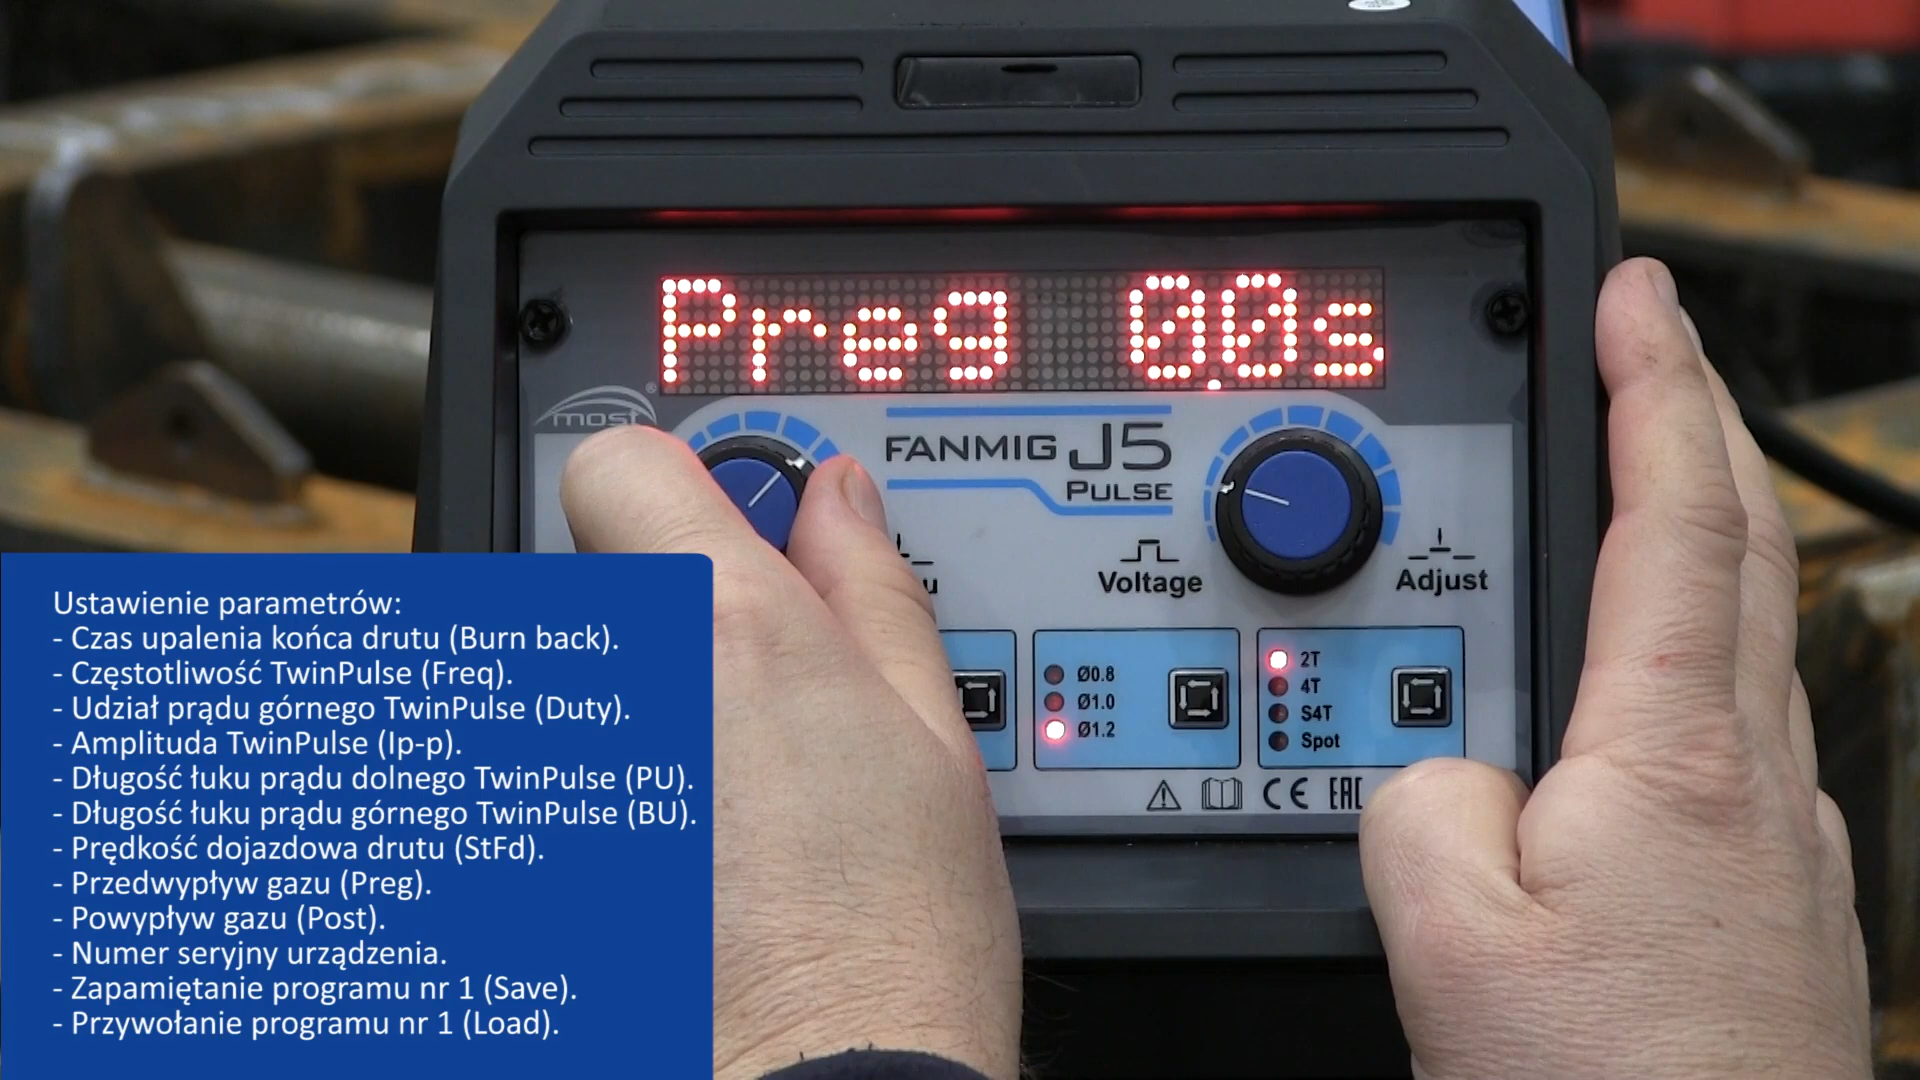 Preg 0.0s
most®
FANMIG J5
PULSE
Voltage
Adjust
Ø0.8
Ø1.0
Ø1.2
2T
4T
S4T
Spot
CE EAC
Ustawienie parametrów:
- Czas upalenia końca drutu (Burn back).
- Częstotliwość TwinPulse (Freq).
- Udział prądu górnego TwinPulse (Duty).
- Amplituda TwinPulse (Ip-p).
- Długość łuku prądu dolnego TwinPulse (PU).
- Długość łuku prądu górnego TwinPulse (BU).
- Prędkość dojazdowa drutu (StFd).
- Przedwypływ gazu (Preg).
- Powypływ gazu (Post).
- Numer seryjny urządzenia.
- Zapamiętanie programu nr 1 (Save).
- Przywołanie programu nr 1 (Load).